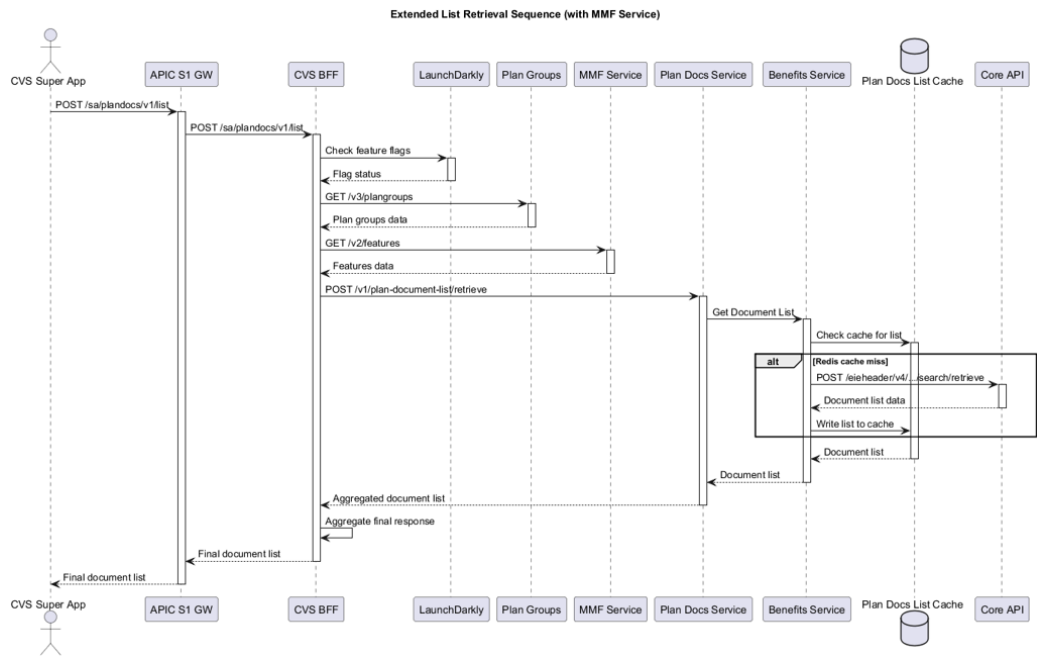 Extended List Retrieval Sequence (with MMF Service)
CVS Super App
APIC S1 GW
CVS BFF
LaunchDarkly
Plan Groups
MMF Service
Plan Docs Service
Benefits Service
Plan Docs List Cache
Core API
POST /sa/plandocs/v1/list
POST /sa/plandocs/v1/list
Check feature flags
Flag status
GET /v3/plangroups
Plan groups data
GET /v2/features
Features data
POST /v1/plan-document-list/retrieve
Get Document List
Check cache for list
alt
[Redis cache miss]
POST /eieheader/v4/.../search/retrieve
Document list data
Write list to cache
Document list
Document list
Aggregated document list
Aggregate final response
Final document list
Final document list
CVS Super App
APIC S1 GW
CVS BFF
LaunchDarkly
Plan Groups
MMF Service
Plan Docs Service
Benefits Service
Plan Docs List Cache
Core API